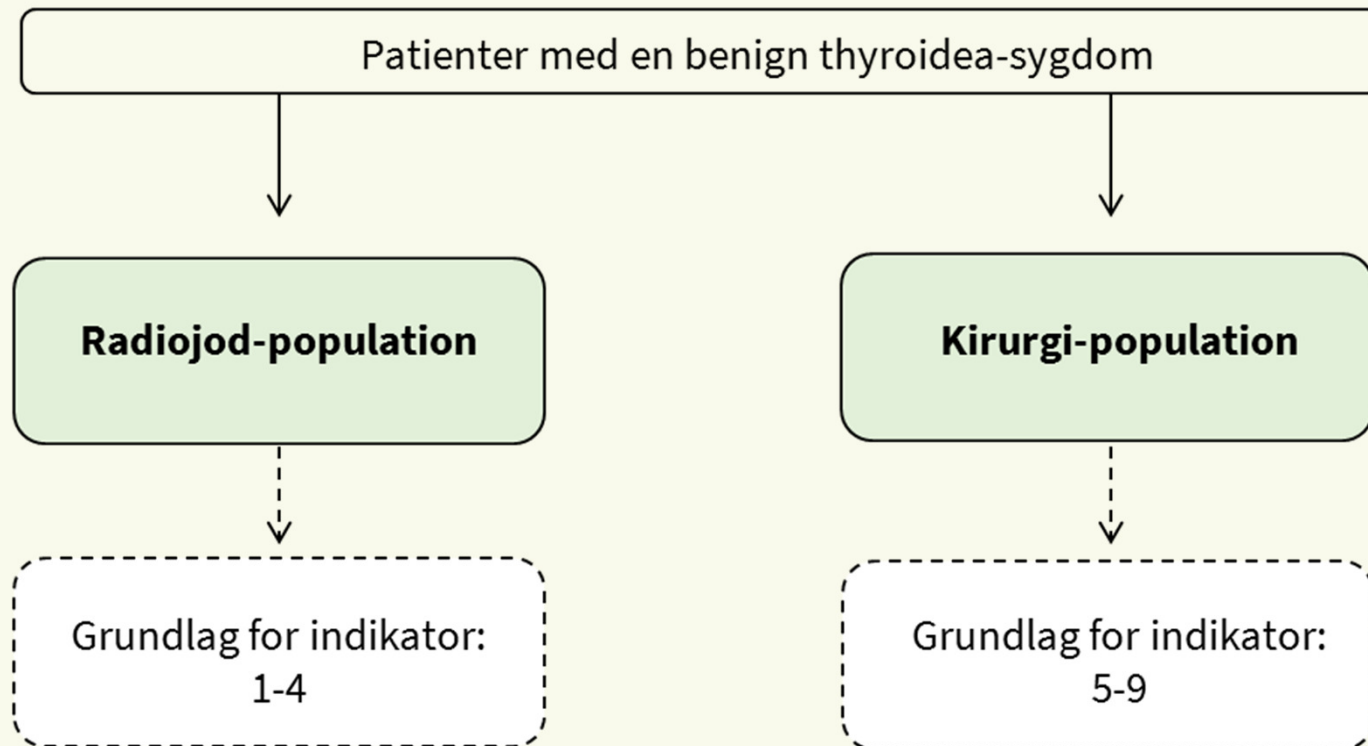 Patienter med en benign thyroidea-sygdom
Radiojod-population
Kirurgi-population
Grundlag for indikator:
1-4
Grundlag for indikator:
5-9